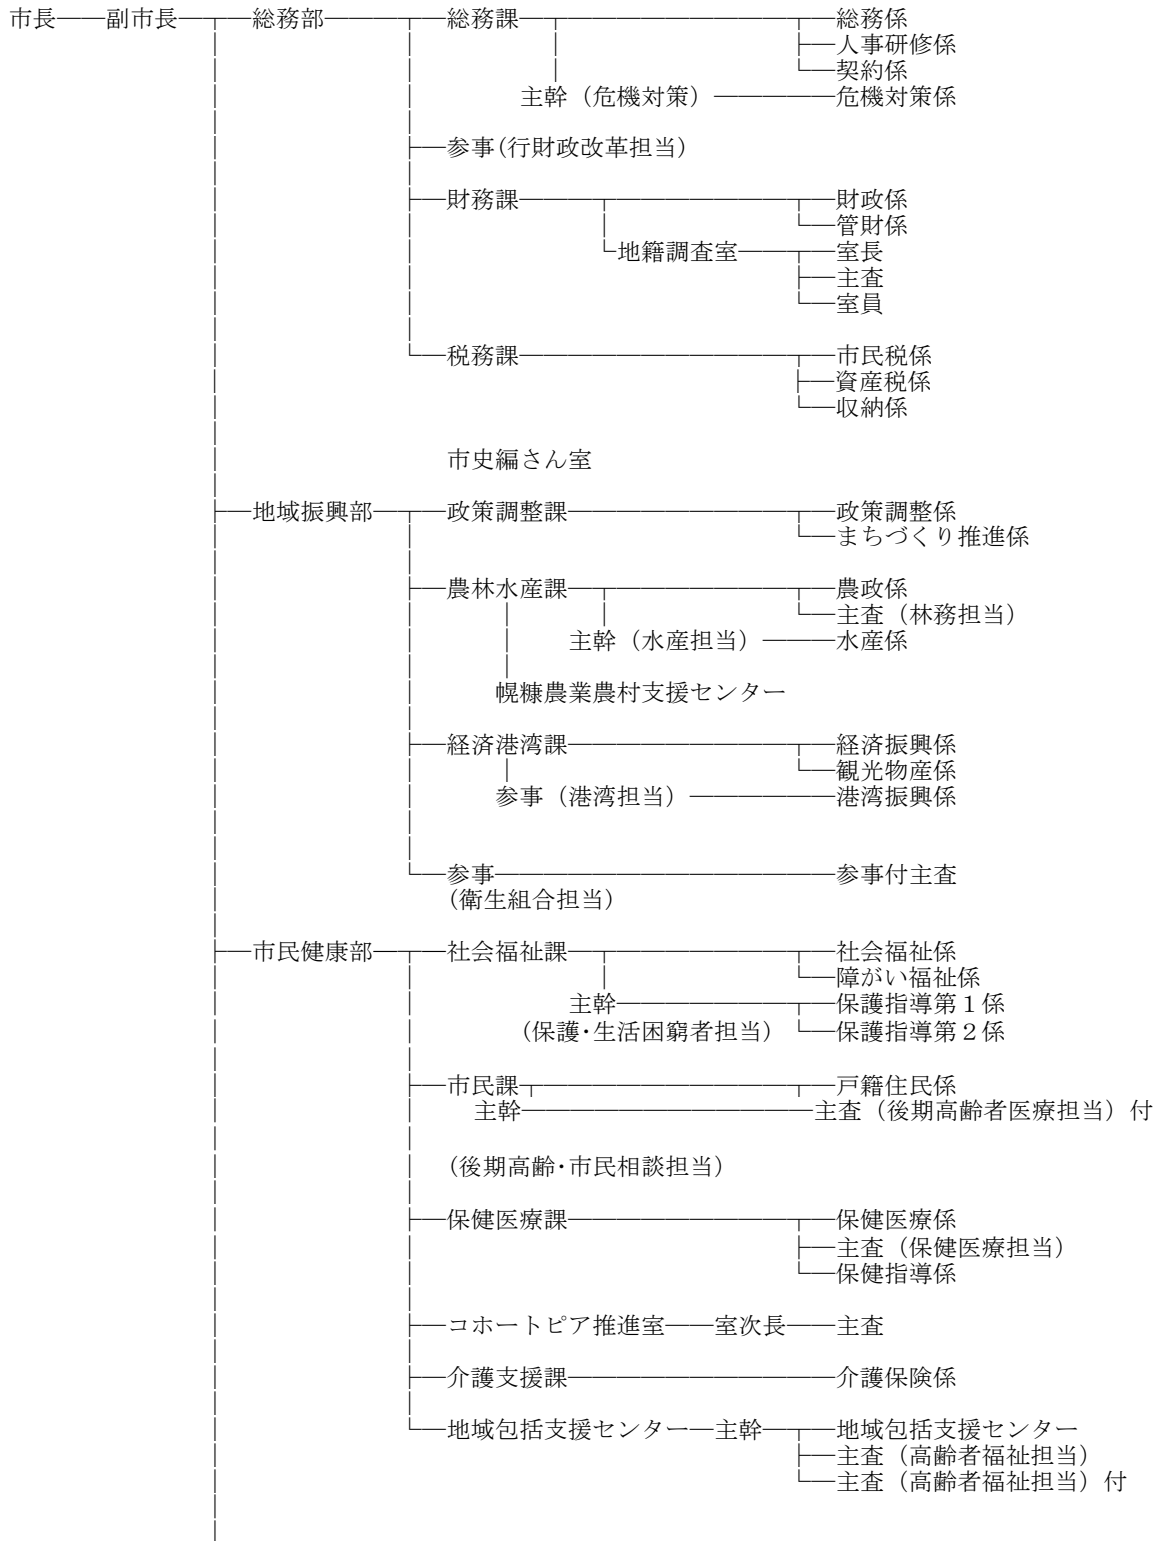 市長 副市長 総務部 総務課 総務係
人事研修係
契約係
主幹（危機対策） 危機対策係
参事(行財政改革担当)
財務課 財政係
管財係
地籍調査室 室長
主査
室員
税務課 市民税係
資産税係
収納係
市史編さん室
地域振興部 政策調整課 政策調整係
まちづくり推進係
農林水産課 農政係
主査（林務担当）
主幹（水産担当） 水産係
幌糠農業農村支援センター
経済港湾課 経済振興係
観光物産係
参事（港湾担当） 港湾振興係
参事 参事付主査
(衛生組合担当)
市民健康部 社会福祉課 社会福祉係
障がい福祉係
主幹 保護指導第１係
(保護･生活困窮者担当) 保護指導第２係
市民課 戸籍住民係
主幹 主査（後期高齢者医療担当）付
(後期高齢･市民相談担当)
保健医療課 保健医療係
主査（保健医療担当）
保健指導係
コホートピア推進室 室次長 主査
介護支援課 介護保険係
地域包括支援センター 主幹 地域包括支援センター
主査（高齢者福祉担当）
主査（高齢者福祉担当）付